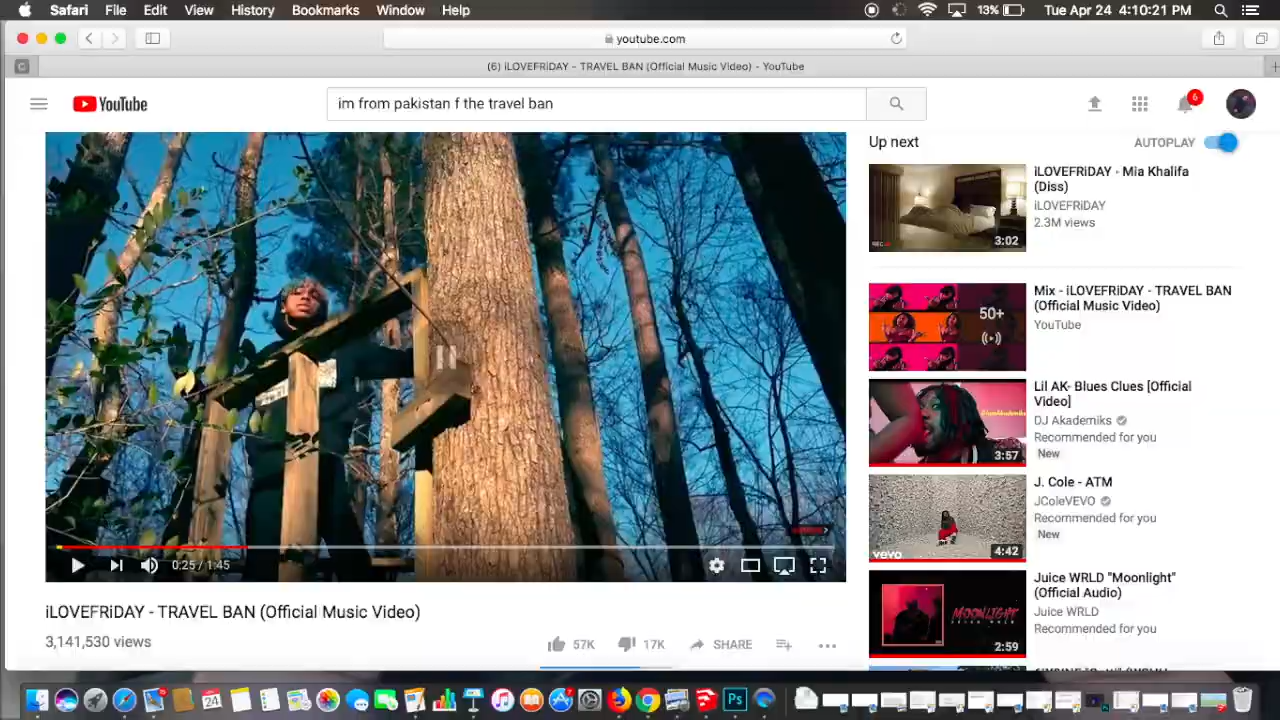 Safari File Edit View History Bookmarks Window Help 13% Tue Apr 24 4:10:21 PM
youtube.com
(6) iLOVEFRiDAY - TRAVEL BAN (Official Music Video) - YouTube
YouTube
im from pakistan f the travel ban
6
Up next
AUTOPLAY
iLOVEFRiDAY - Mia Khalifa
(Diss)
iLOVEFRiDAY
2.3M views
3:02
Mix - iLOVEFRiDAY - TRAVEL BAN
(Official Music Video)
YouTube
50+
Lil AK- Blues Clues [Official
Video]
DJ Akademiks
Recommended for you
New
3:57
J. Cole - ATM
JColeVEVO
Recommended for you
New
vevo
4:42
Juice WRLD "Moonlight"
(Official Audio)
Juice WRLD
Recommended for you
MOONLIGHT
JUICE WRLD
2:59
0:25 / 1:45
iLOVEFRiDAY - TRAVEL BAN (Official Music Video)
3,141,530 views
57K
17K
SHARE
24
Ps